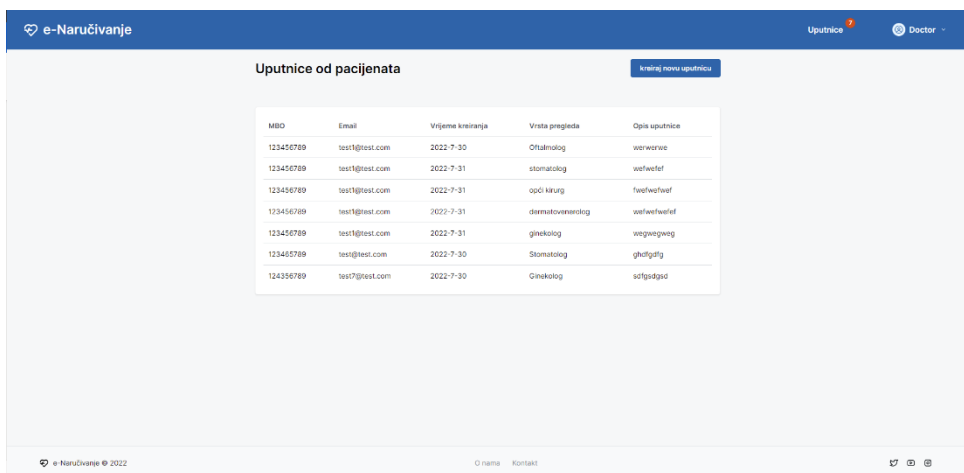 e-Naručivanje Uputnice 7 Doctor
Uputnice od pacijenata kreiraj novu uputnicu
MBO Email Vrijeme kreiranja Vrsta pregleda Opis uputnice
123456789 test1@test.com 2022-7-30 Oftalmolog werwerwe
123456789 test1@test.com 2022-7-31 stomatolog wefwefef
123456789 test1@test.com 2022-7-31 opći kirurg fwefwefwef
123456789 test1@test.com 2022-7-31 dermatovenerolog wefwefwefef
123456789 test1@test.com 2022-7-31 ginekolog wegwegweg
123465789 test@test.com 2022-7-30 Stomatolog ghdfgdfg
124356789 test7@test.com 2022-7-30 Ginekolog sdfgsdgsd
e-Naručivanje © 2022 O nama Kontakt